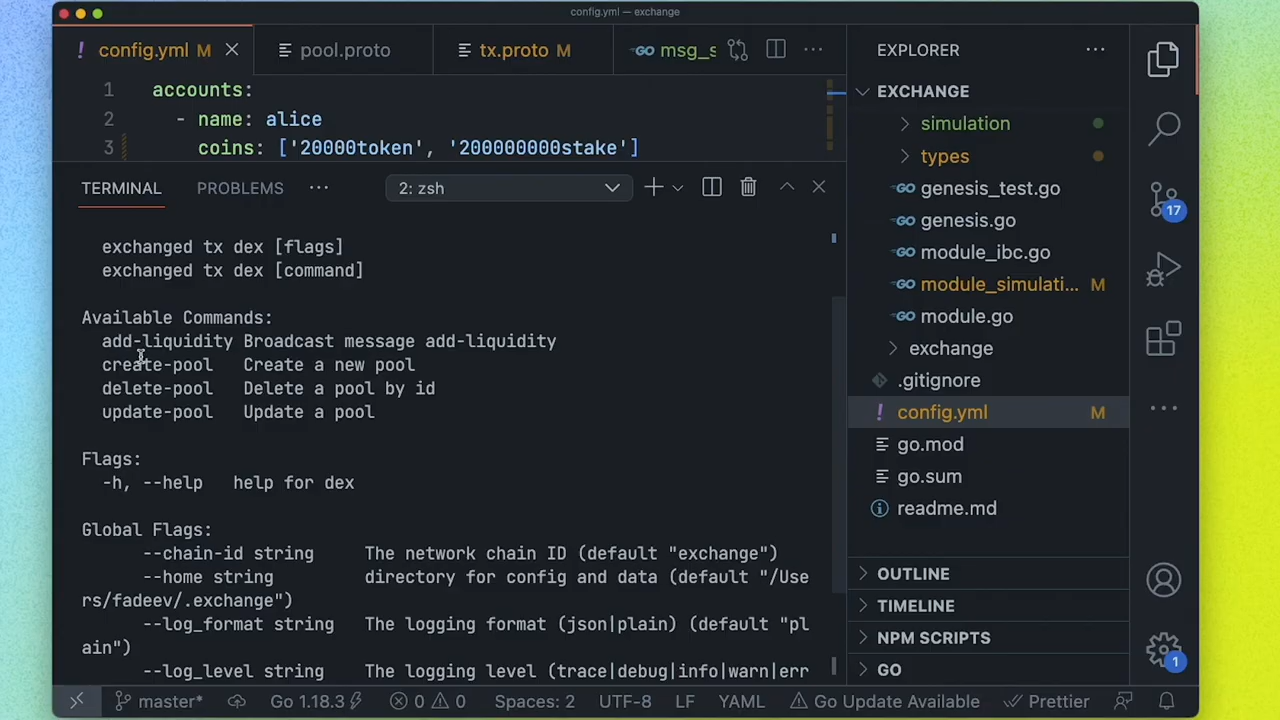 config.yml — exchange
! config.yml M
pool.proto
tx.proto M
GO msg_s
1 accounts:
2 - name: alice
3 coins: ['20000token', '200000000stake']
TERMINAL PROBLEMS
2: zsh
exchanged tx dex [flags]
exchanged tx dex [command]
Available Commands:
add-liquidity Broadcast message add-liquidity
create-pool Create a new pool
delete-pool Delete a pool by id
update-pool Update a pool
Flags:
-h, --help help for dex
Global Flags:
--chain-id string The network chain ID (default "exchange")
--home string directory for config and data (default "/Use
rs/fadeev/.exchange")
--log_format string The logging format (json|plain) (default "pl
ain")
--log_level string The logging level (trace|debug|info|warn|err
EXPLORER
EXCHANGE
simulation
types
GO genesis_test.go
GO genesis.go
GO module_ibc.go
GO module_simulati... M
GO module.go
exchange
.gitignore
! config.yml M
go.mod
go.sum
readme.md
OUTLINE
TIMELINE
NPM SCRIPTS
GO
17
1
master*
Go 1.18.3
0 0
Spaces: 2
UTF-8
LF
YAML
Go Update Available
Prettier